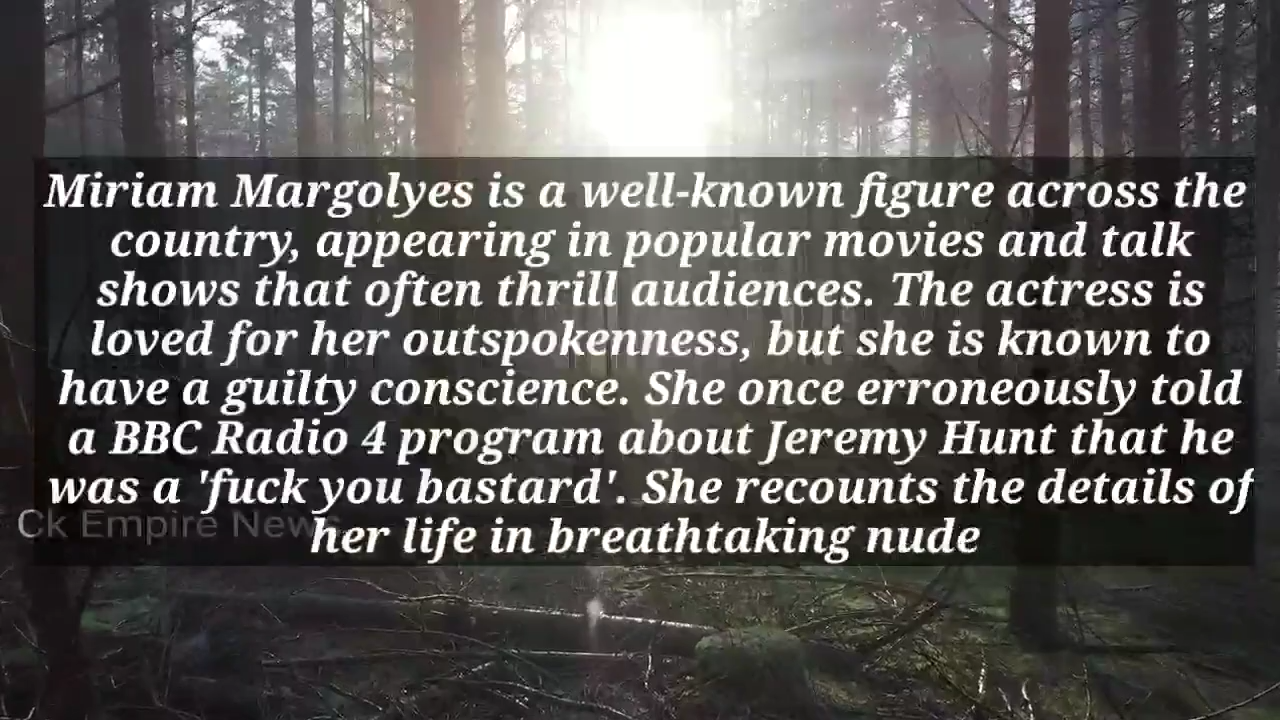 Miriam Margolyes is a well-known figure across the
country, appearing in popular movies and talk
shows that often thrill audiences. The actress is
loved for her outspokenness, but she is known to
have a guilty conscience. She once erroneously told
a BBC Radio 4 program about Jeremy Hunt that he
was a 'fuck you bastard'. She recounts the details of
her life in breathtaking nude
Ck Empire News